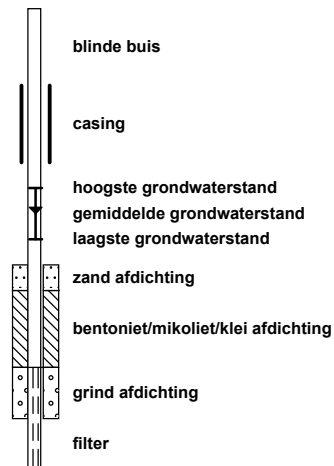 blinde buis
casing
hoogste grondwaterstand
gemiddelde grondwaterstand
laagste grondwaterstand
zand afdichting
bentoniet/mikoliet/klei afdichting
grind afdichting
filter